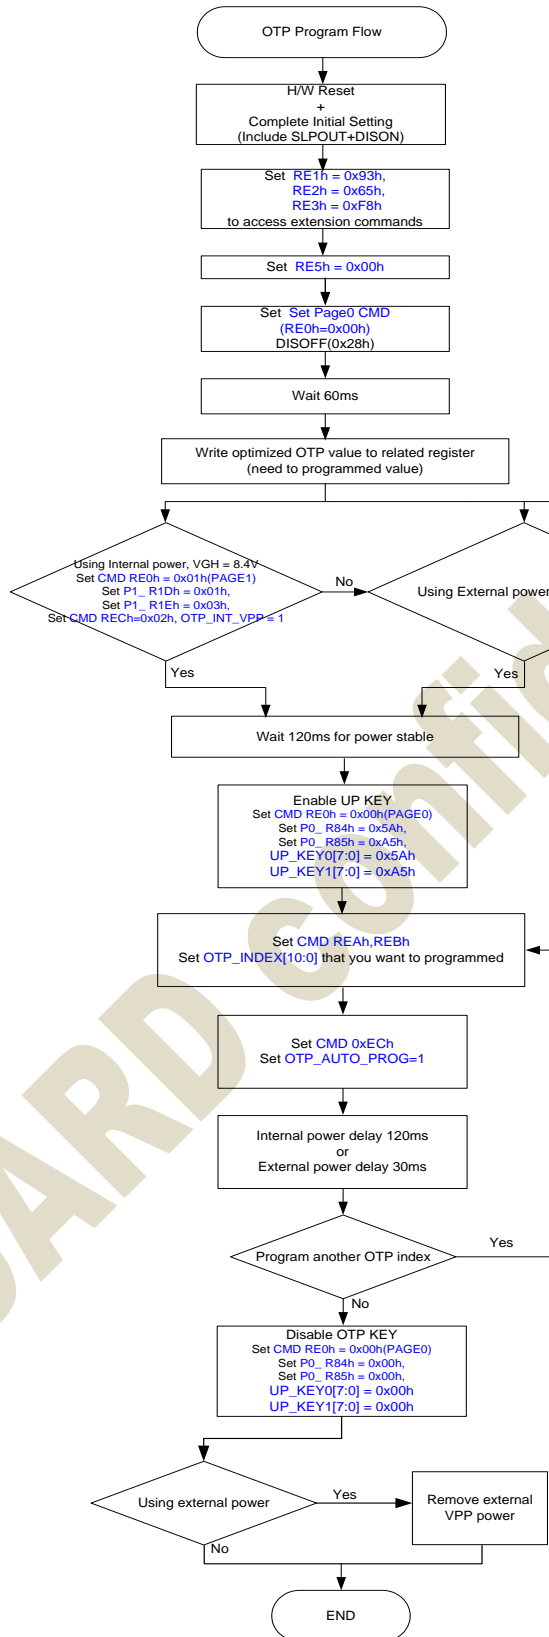 OTP Program Flow
H/W Reset
+
Complete Initial Setting
(Include SLPOUT+DISON)
Set RE1h = 0x93h,
RE2h = 0x65h,
RE3h = 0xF8h
to access extension commands
Set RE5h = 0x00h
Set Set Page0 CMD
(RE0h=0x00h)
DISOFF(0x28h)
Wait 60ms
Write optimized OTP value to related register
(need to programmed value)
Using Internal power, VGH = 8.4V
Set CMD RE0h = 0x01h(PAGE1)
Set P1_ R1Dh = 0x01h,
Set P1_ R1Eh = 0x03h,
Set CMD RECh=0x02h, OTP_INT_VPP = 1
No
Using External power
Yes
Yes
Wait 120ms for power stable
Enable UP KEY
Set CMD RE0h = 0x00h(PAGE0)
Set P0_ R84h = 0x5Ah,
Set P0_ R85h = 0xA5h,
UP_KEY0[7:0] = 0x5Ah
UP_KEY1[7:0] = 0xA5h
Set CMD REAh,REBh
Set OTP_INDEX[10:0] that you want to programmed
Set CMD 0xECh
Set OTP_AUTO_PROG=1
Internal power delay 120ms
or
External power delay 30ms
Program another OTP index
Yes
No
Disable OTP KEY
Set CMD RE0h = 0x00h(PAGE0)
Set P0_ R84h = 0x00h,
Set P0_ R85h = 0x00h,
UP_KEY0[7:0] = 0x00h
UP_KEY1[7:0] = 0x00h
Using external power
Yes
Remove external
VPP power
No
END